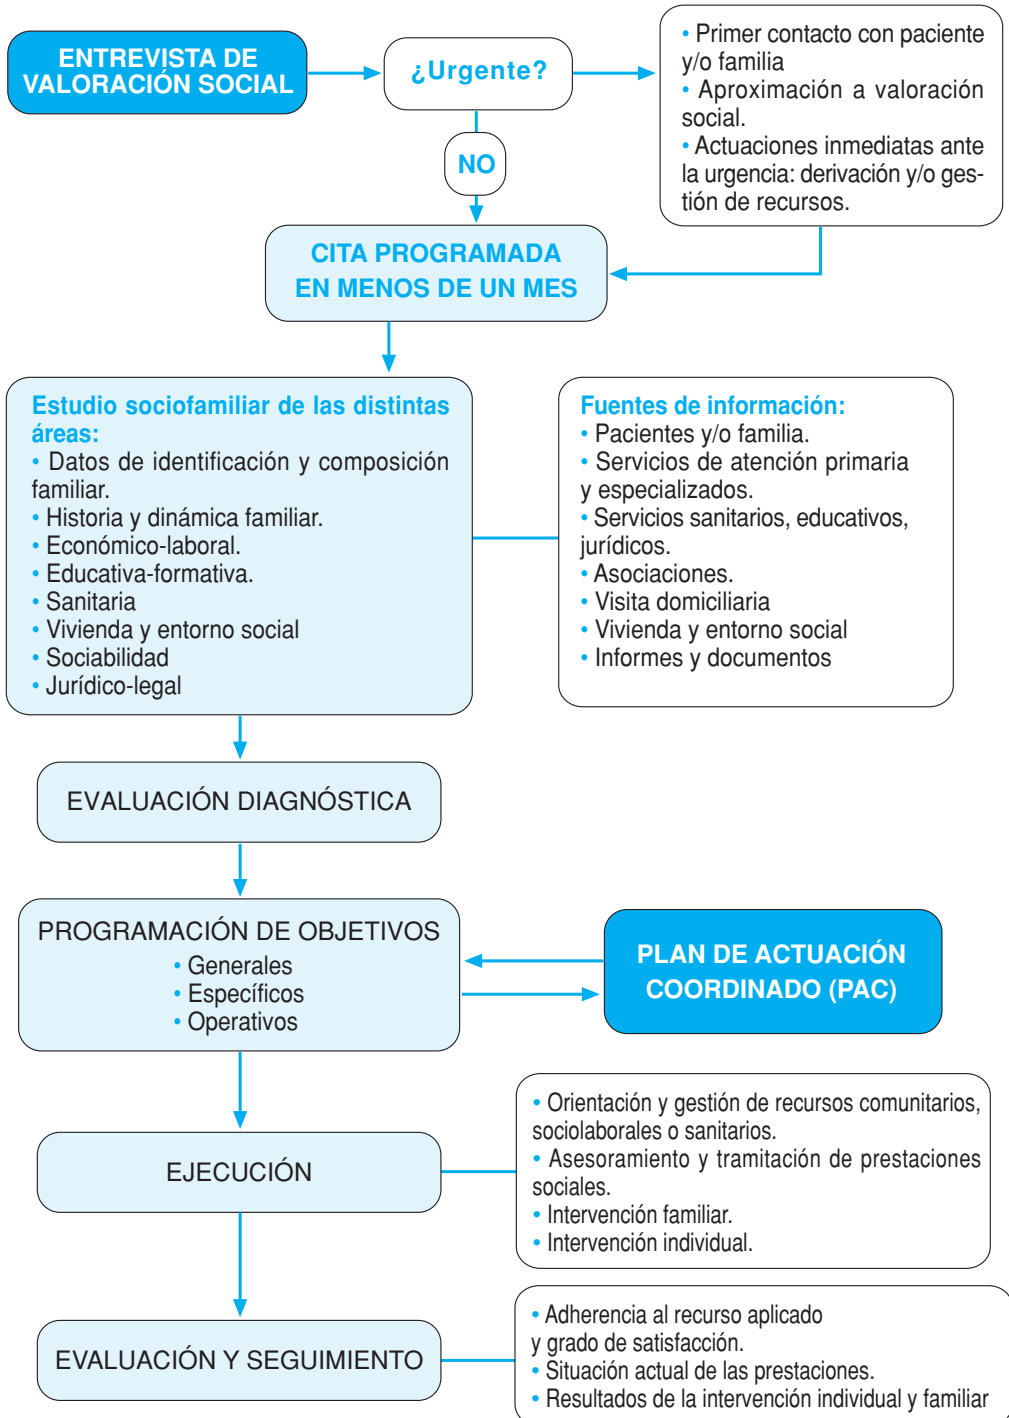 ENTREVISTA DE
VALORACIÓN SOCIAL
¿Urgente?
• Primer contacto con paciente
y/o familia
• Aproximación a valoración
social.
• Actuaciones inmediatas ante
la urgencia: derivación y/o ges-
tión de recursos.
NO
CITA PROGRAMADA
EN MENOS DE UN MES
Estudio sociofamiliar de las distintas
áreas:
• Datos de identificación y composición
familiar.
• Historia y dinámica familiar.
• Económico-laboral.
• Educativa-formativa.
• Sanitaria
• Vivienda y entorno social
• Sociabilidad
• Jurídico-legal
Fuentes de información:
• Pacientes y/o familia.
• Servicios de atención primaria
y especializados.
• Servicios sanitarios, educativos,
jurídicos.
• Asociaciones.
• Visita domiciliaria
• Vivienda y entorno social
• Informes y documentos
EVALUACIÓN DIAGNÓSTICA
PROGRAMACIÓN DE OBJETIVOS
• Generales
• Específicos
• Operativos
PLAN DE ACTUACIÓN
COORDINADO (PAC)
EJECUCIÓN
• Orientación y gestión de recursos comunitarios,
sociolaborales o sanitarios.
• Asesoramiento y tramitación de prestaciones
sociales.
• Intervención familiar.
• Intervención individual.
EVALUACIÓN Y SEGUIMIENTO
• Adherencia al recurso aplicado
y grado de satisfacción.
• Situación actual de las prestaciones.
• Resultados de la intervención individual y familiar